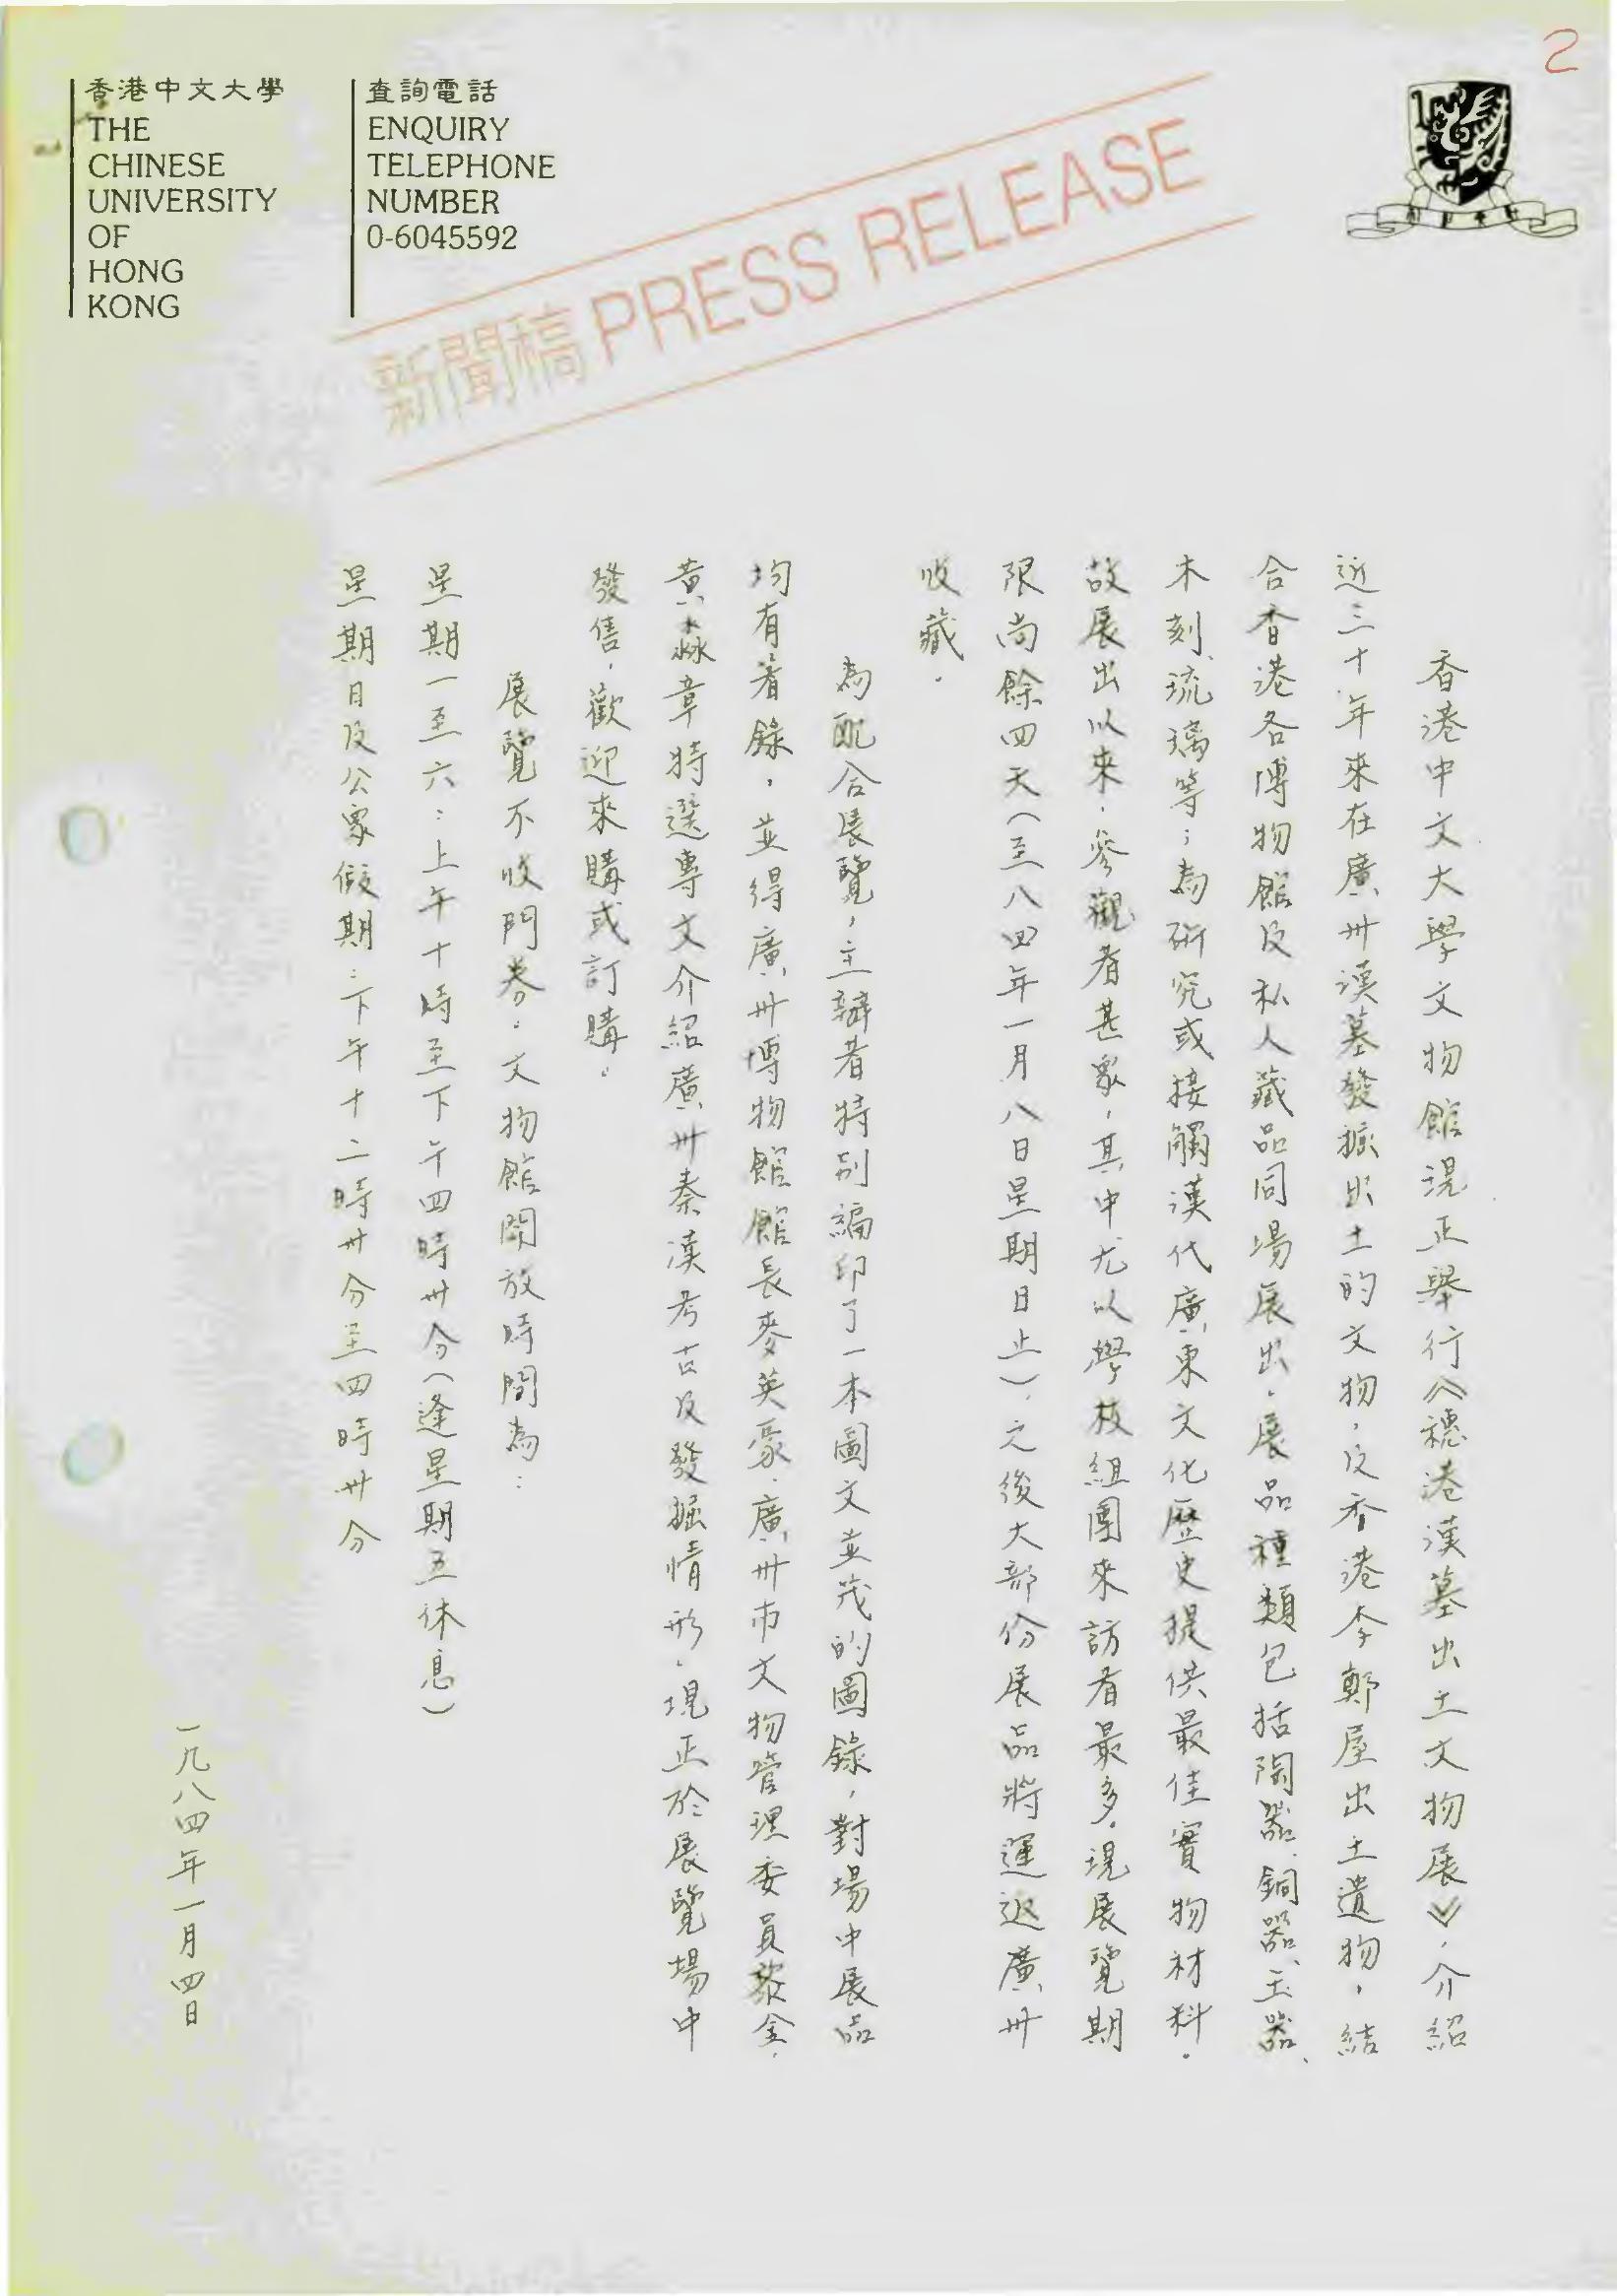 2
香港中文大學
THE
CHINESE
UNIVERSITY
OF
HONG
KONG
查詢電話
ENQUIRY
TELEPHONE
NUMBER
0-6045592
新聞稿 PRESS RELEASE
香港中文大學文物館現正舉行《穗港漢墓出土文物展》，介紹
近三十年來在廣州漢墓發掘出土的文物，及香港李鄭屋出土遺物，結
合香港各博物館及私人藏品同場展出。展品種類包括陶器、銅器、玉器、
木刻、琉璃等；為研究或接觸漢代廣東文化歷史提供最佳實物材料。
故展出以來，參觀者甚眾，其中尤以學校組團來訪者最多。現展覽期
限尚餘四天（至八四年一月八日星期日止），之後大部份展品將運返廣州
收藏。
為配合展覽，主辦者特別編印了一本圖文並茂的圖錄，對場中展品
均有著錄，並得廣州博物館館長麥英豪、廣州市文物管理委員黎金、
黃淼章特選專文介紹廣州秦漢考古及發掘情形，現正於展覽場中
發售，歡迎來購或訂購。
展覽不收門券。文物館開放時間為：
星期一至六：上午十時至下午四時卅分（逢星期五休息）
星期日及公眾假期：下午十二時卅分至四時卅分
一九八四年一月四日